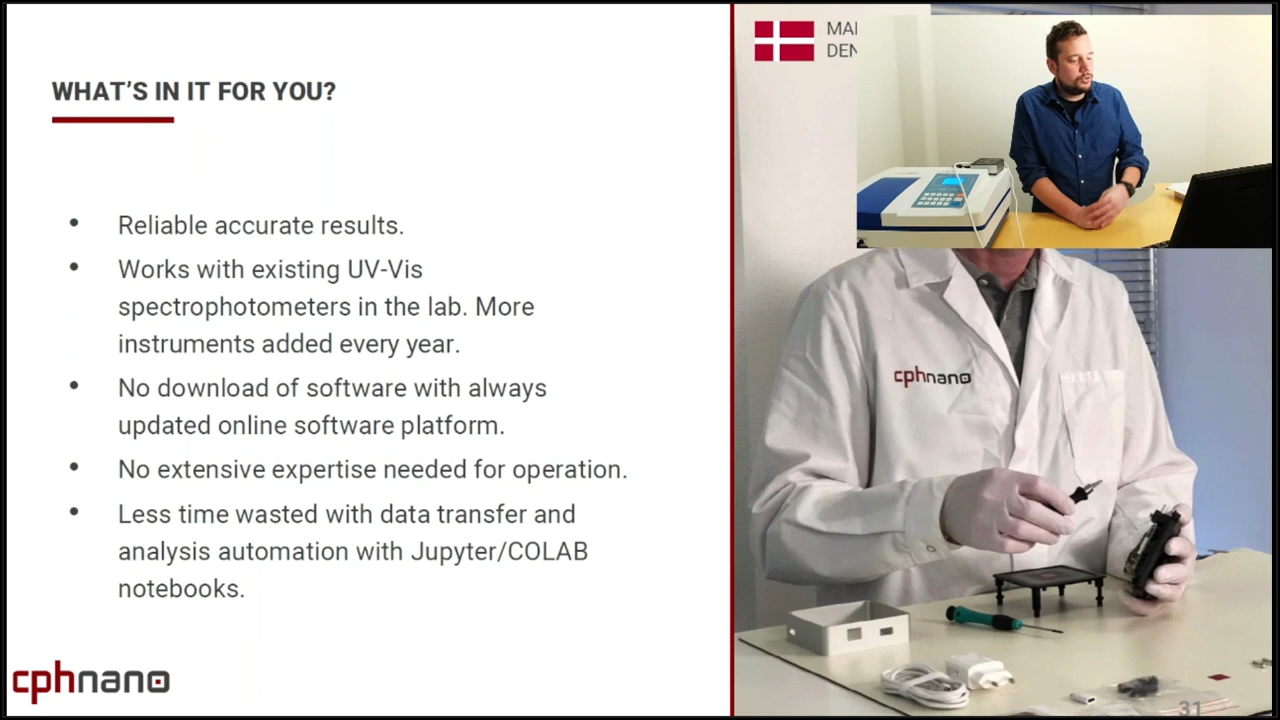 WHAT'S IN IT FOR YOU?
• Reliable accurate results.
• Works with existing UV-Vis
spectrophotometers in the lab. More
instruments added every year.
• No download of software with always
updated online software platform.
• No extensive expertise needed for operation.
• Less time wasted with data transfer and
analysis automation with Jupyter/COLAB
notebooks.
cphnano
MAI
DEN
cphnano
31